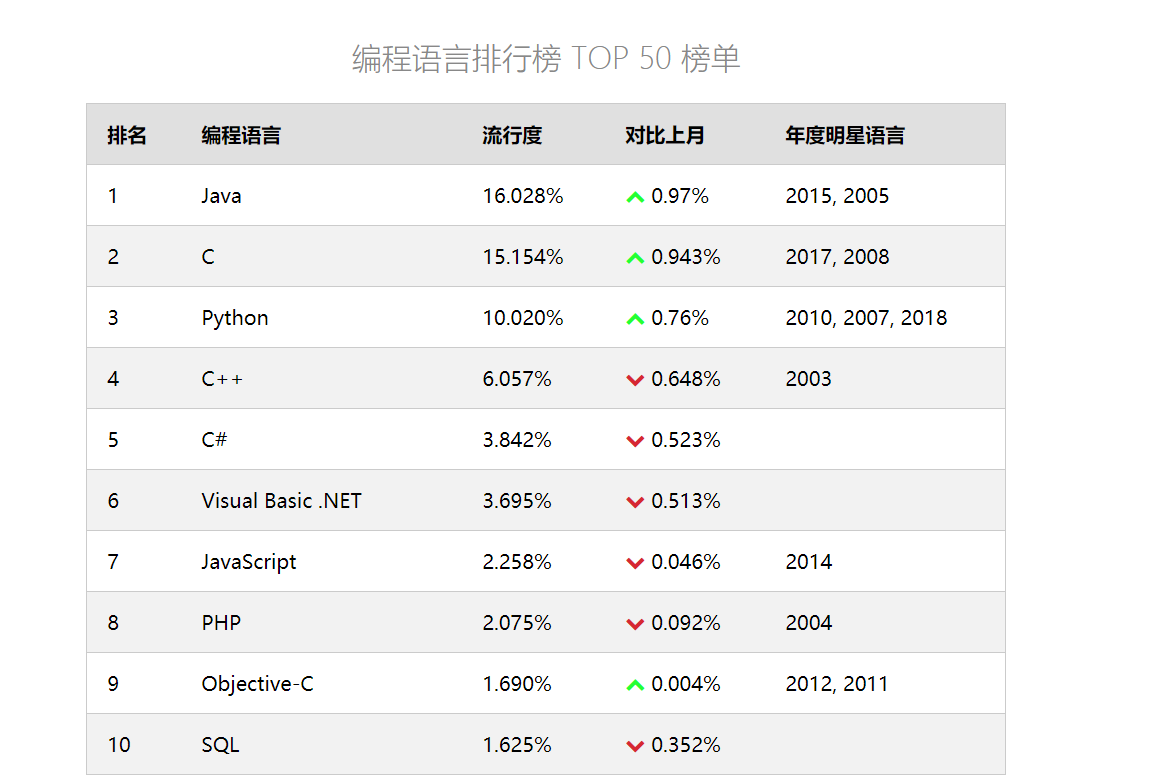 编程语言排行榜 TOP 50 榜单
排名 编程语言 流行度 对比上月 年度明星语言
1 Java 16.028% 0.97% 2015, 2005
2 C 15.154% 0.943% 2017, 2008
3 Python 10.020% 0.76% 2010, 2007, 2018
4 C++ 6.057% 0.648% 2003
5 C# 3.842% 0.523%
6 Visual Basic .NET 3.695% 0.513%
7 JavaScript 2.258% 0.046% 2014
8 PHP 2.075% 0.092% 2004
9 Objective-C 1.690% 0.004% 2012, 2011
10 SQL 1.625% 0.352%